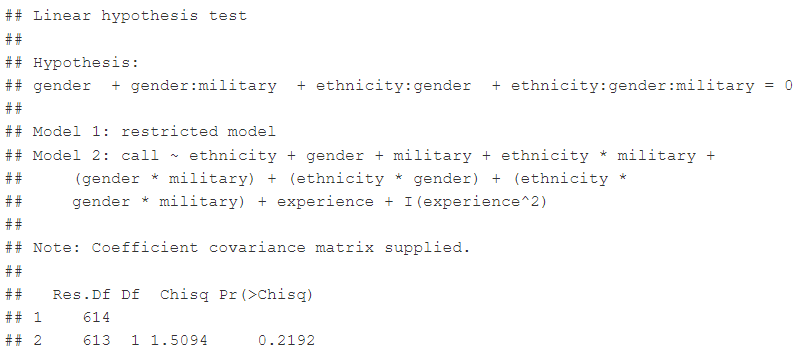 ## Linear hypothesis test
##
## Hypothesis:
## gender  + gender:military  + ethnicity:gender  + ethnicity:gender:military = 0
##
## Model 1: restricted model
## Model 2: call ~ ethnicity + gender + military + ethnicity * military +
##     (gender * military) + (ethnicity * gender) + (ethnicity *
##     gender * military) + experience + I(experience^2)
##
## Note: Coefficient covariance matrix supplied.
##
##   Res.Df Df  Chisq Pr(>Chisq)
## 1    614
## 2    613  1 1.5094     0.2192